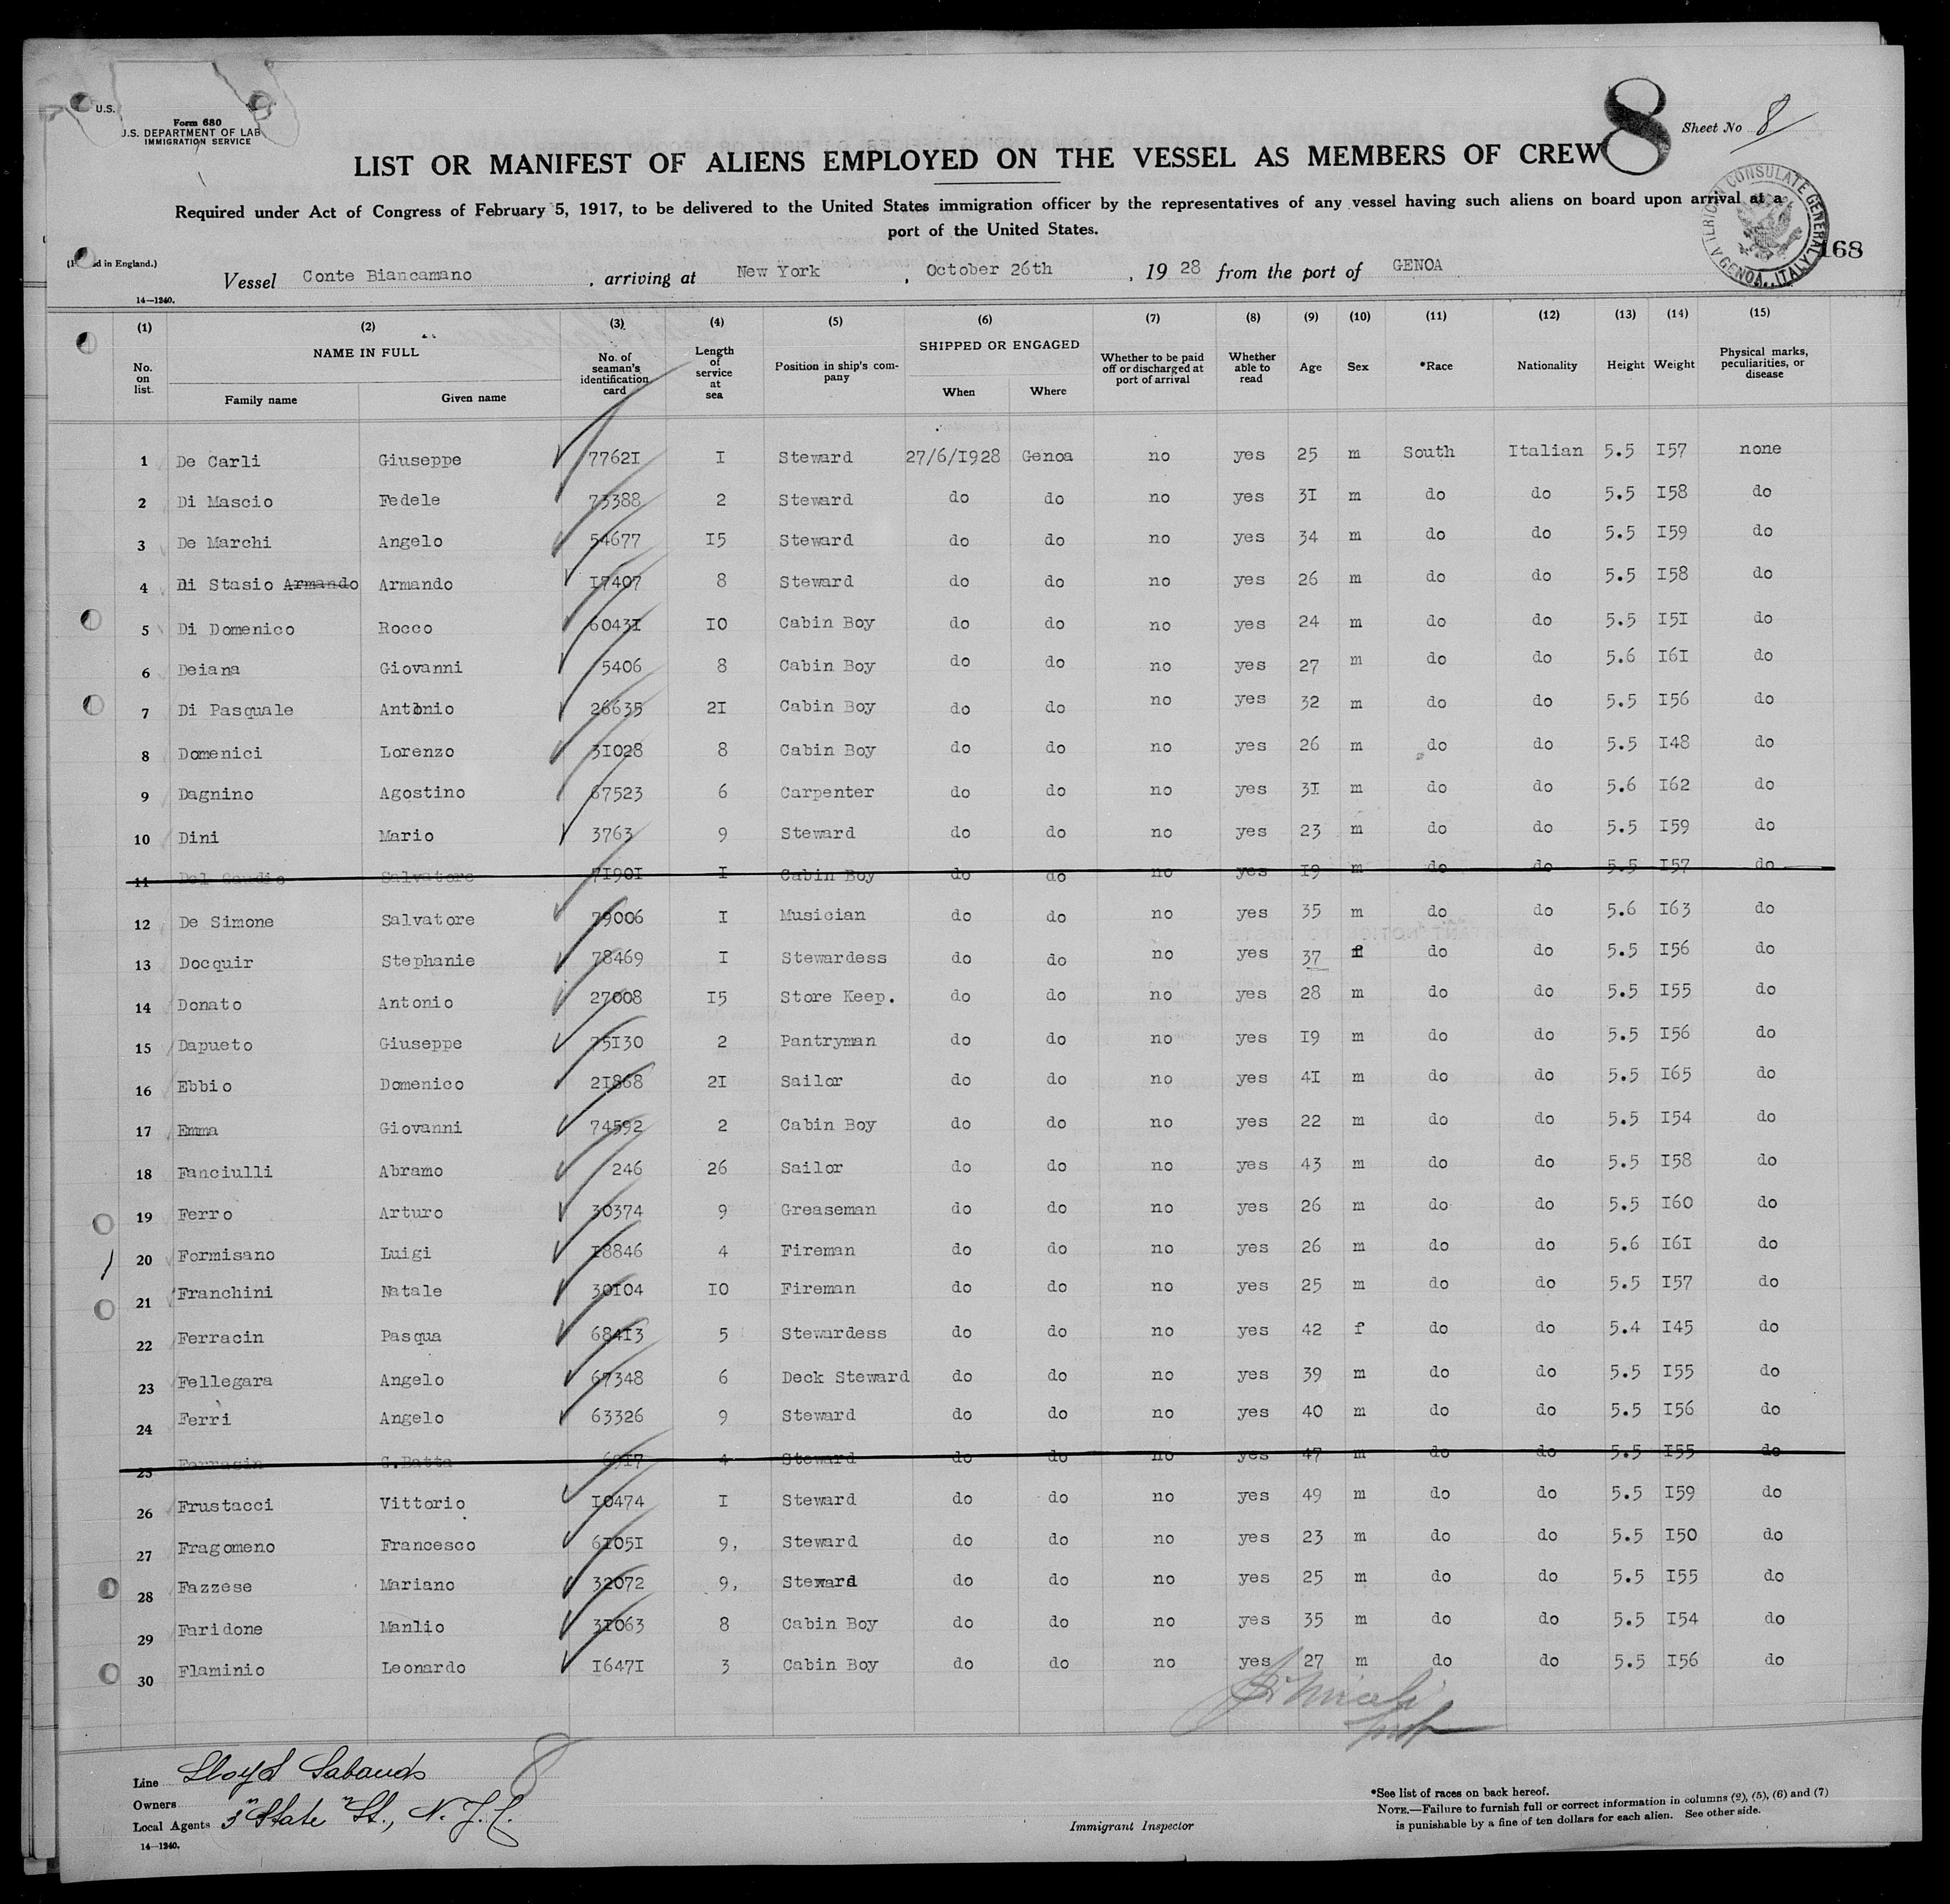 U.S.
Form 680
U.S. DEPARTMENT OF LAB
IMMIGRATION SERVICE
8
Sheet No 8
LIST OR MANIFEST OF ALIENS EMPLOYED ON THE VESSEL AS MEMBERS OF CREW
Required under Act of Congress of February 5, 1917, to be delivered to the United States immigration officer by the representatives of any vessel having such aliens on board upon arrival at a
port of the United States.
AMERICAN CONSULATE GENERAL GENOA, ITALY
168
d in England.)
Vessel Conte Biancamano, arriving at New York, October 26th, 1928 from the port of GENOA
14—1240.
(1) (2) (3) (4) (5) (6) (7) (8) (9) (10) (11) (12) (13) (14) (15)
No. on list. NAME IN FULL Family name Given name No. of seaman's identification card Length of service at sea Position in ship's company SHIPPED OR ENGAGED When Where Whether to be paid off or discharged at port of arrival Whether able to read Age Sex *Race Nationality Height Weight Physical marks, peculiarities, or disease
1 De Carli Giuseppe 77621 I Steward 27/6/1928 Genoa no yes 25 m South Italian 5.5 157 none
2 Di Mascio Fedele 73388 2 Steward do do no yes 31 m do do 5.5 158 do
3 De Marchi Angelo 54677 15 Steward do do no yes 34 m do do 5.5 159 do
4 Di Stasio Armando Armando 17407 8 Steward do do no yes 26 m do do 5.5 158 do
5 Di Domenico Rocco 60431 10 Cabin Boy do do no yes 24 m do do 5.5 151 do
6 Deiana Giovanni 5406 8 Cabin Boy do do no yes 27 m do do 5.6 161 do
7 Di Pasquale Antonio 26635 21 Cabin Boy do do no yes 32 m do do 5.5 156 do
8 Domenici Lorenzo 31028 8 Cabin Boy do do no yes 26 m do do 5.5 148 do
9 Dagnino Agostino 67523 6 Carpenter do do no yes 31 m do do 5.6 162 do
10 Dini Mario 3763 9 Steward do do no yes 23 m do do 5.5 159 do
11 Del Gaudio Salvatore 71901 I Cabin Boy do do no yes 19 m do do 5.5 157 do
12 De Simone Salvatore 79006 I Musician do do no yes 35 m do do 5.6 163 do
13 Docquir Stephanie 78469 I Stewardess do do no yes 37 f do do 5.5 156 do
14 Donato Antonio 27008 15 Store Keep. do do no yes 28 m do do 5.5 155 do
15 Dapueto Giuseppe 75130 2 Pantryman do do no yes 19 m do do 5.5 156 do
16 Ebbio Domenico 21868 21 Sailor do do no yes 41 m do do 5.5 165 do
17 Emma Giovanni 74592 2 Cabin Boy do do no yes 22 m do do 5.5 154 do
18 Fanciulli Abramo 246 26 Sailor do do no yes 43 m do do 5.5 158 do
19 Ferro Arturo 30374 9 Greaseman do do no yes 26 m do do 5.5 160 do
20 Formisano Luigi 18846 4 Fireman do do no yes 26 m do do 5.6 161 do
21 Franchini Natale 30104 10 Fireman do do no yes 25 m do do 5.5 157 do
22 Ferracin Pasqua 68413 5 Stewardess do do no yes 42 f do do 5.4 145 do
23 Fellegara Angelo 67348 6 Deck Steward do do no yes 39 m do do 5.5 155 do
24 Ferri Angelo 63326 9 Steward do do no yes 40 m do do 5.5 156 do
25 Ferracin G.Batta 6917 4 Steward do do no yes 47 m do do 5.5 155 do
26 Frustacci Vittorio 10474 I Steward do do no yes 49 m do do 5.5 159 do
27 Fragomeno Francesco 61051 9, Steward do do no yes 23 m do do 5.5 150 do
28 Fazzese Mariano 32072 9, Steward do do no yes 25 m do do 5.5 155 do
29 Faridone Manlio 31063 8 Cabin Boy do do no yes 35 m do do 5.5 154 do
30 Flaminio Leonardo 16471 3 Cabin Boy do do no yes 27 m do do 5.5 156 do
Line Lloyd Sabaudo 8
Owners
Local Agents 3 State St., N.Y.C.
14—1240.
Immigrant Inspector
*See list of races on back hereof.
NOTE.—Failure to furnish full or correct information in columns (2), (5), (6) and (7)
is punishable by a fine of ten dollars for each alien. See other side.